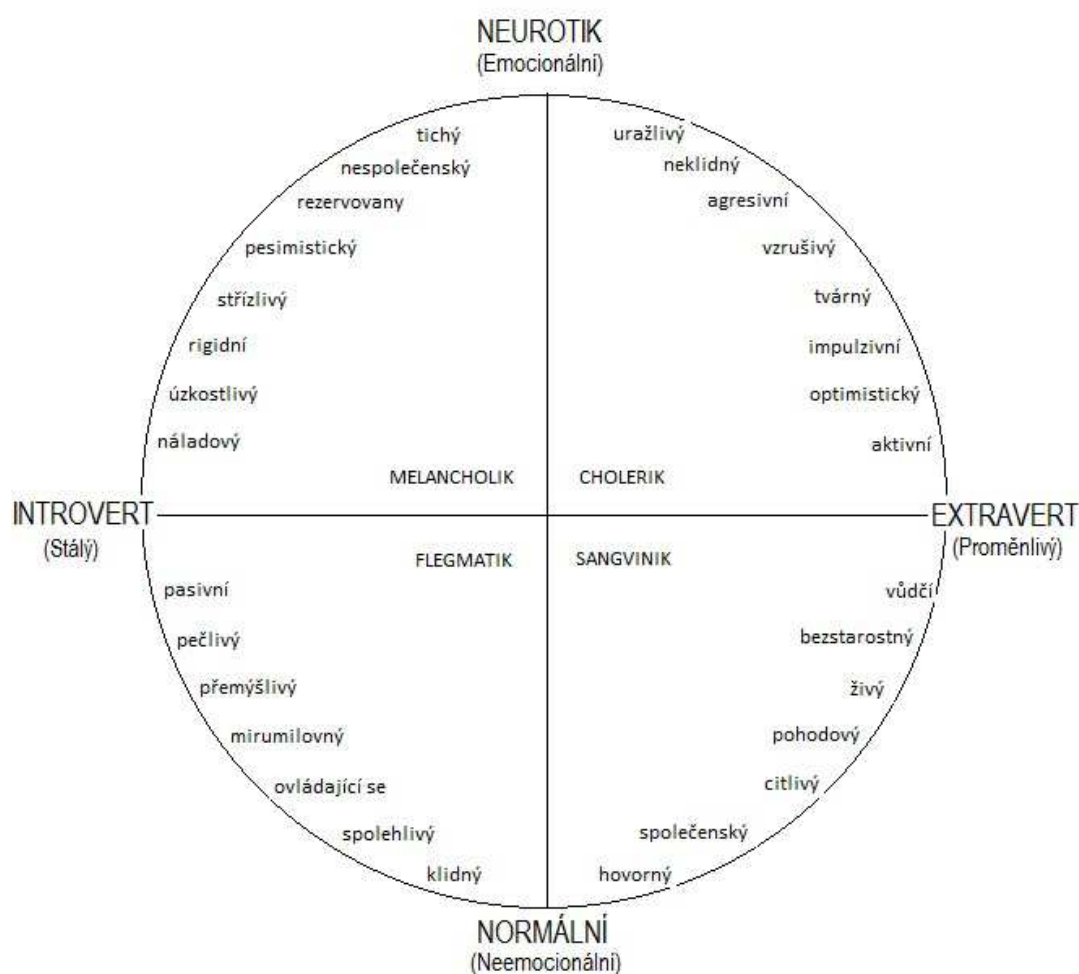 NEUROTIK
(Emocionální)
tichý
nespolečenský
rezervovany
pesimistický
střízlivý
rigidní
úzkostlivý
náladový
MELANCHOLIK
uražlivý
neklidný
agresivní
vzrušivý
tvárný
impulzivní
optimistický
aktivní
CHOLERIK
INTROVERT
(Stálý)
EXTRAVERT
(Proměnlivý)
FLEGMATIK
pasivní
pečlivý
přemýšlivý
mirumilovný
ovládající se
spolehlivý
klidný
SANGVINIK
vůdčí
bezstarostný
živý
pohodový
citlivý
společenský
hovorný
NORMÁLNÍ
(Neemocionální)